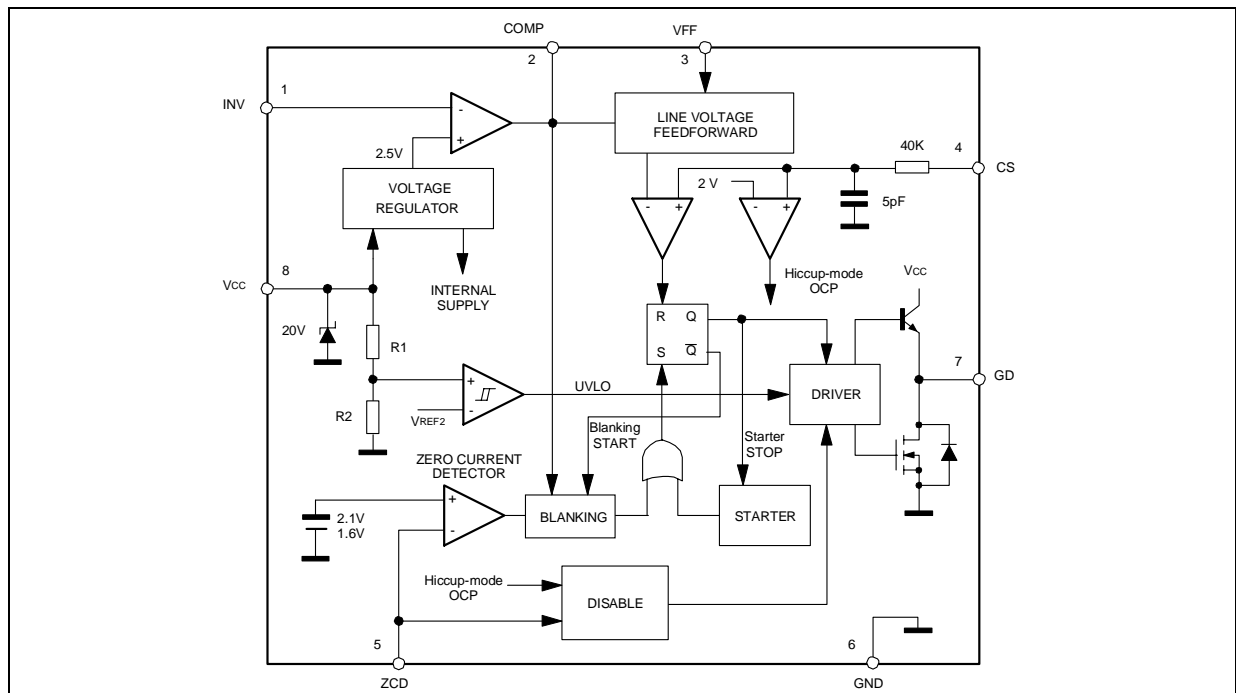 COMP
VFF
2
3
1
INV
LINE VOLTAGE
FEEDFORWARD
-
+
2.5V
40K
4
CS
VOLTAGE
REGULATOR
2 V
-
+
-
+
5pF
8
VCC
INTERNAL
SUPPLY
Hiccup-mode
OCP
VCC
20V
R1
R
Q
S
Q̅
7
GD
R2
+
-
VREF2
UVLO
DRIVER
Blanking
START
Starter
STOP
ZERO CURRENT
DETECTOR
2.1V
1.6V
+
-
BLANKING
STARTER
Hiccup-mode
OCP
DISABLE
5
6
ZCD
GND